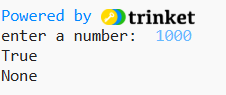 Powered by trinket
enter a number: 1000
True
None